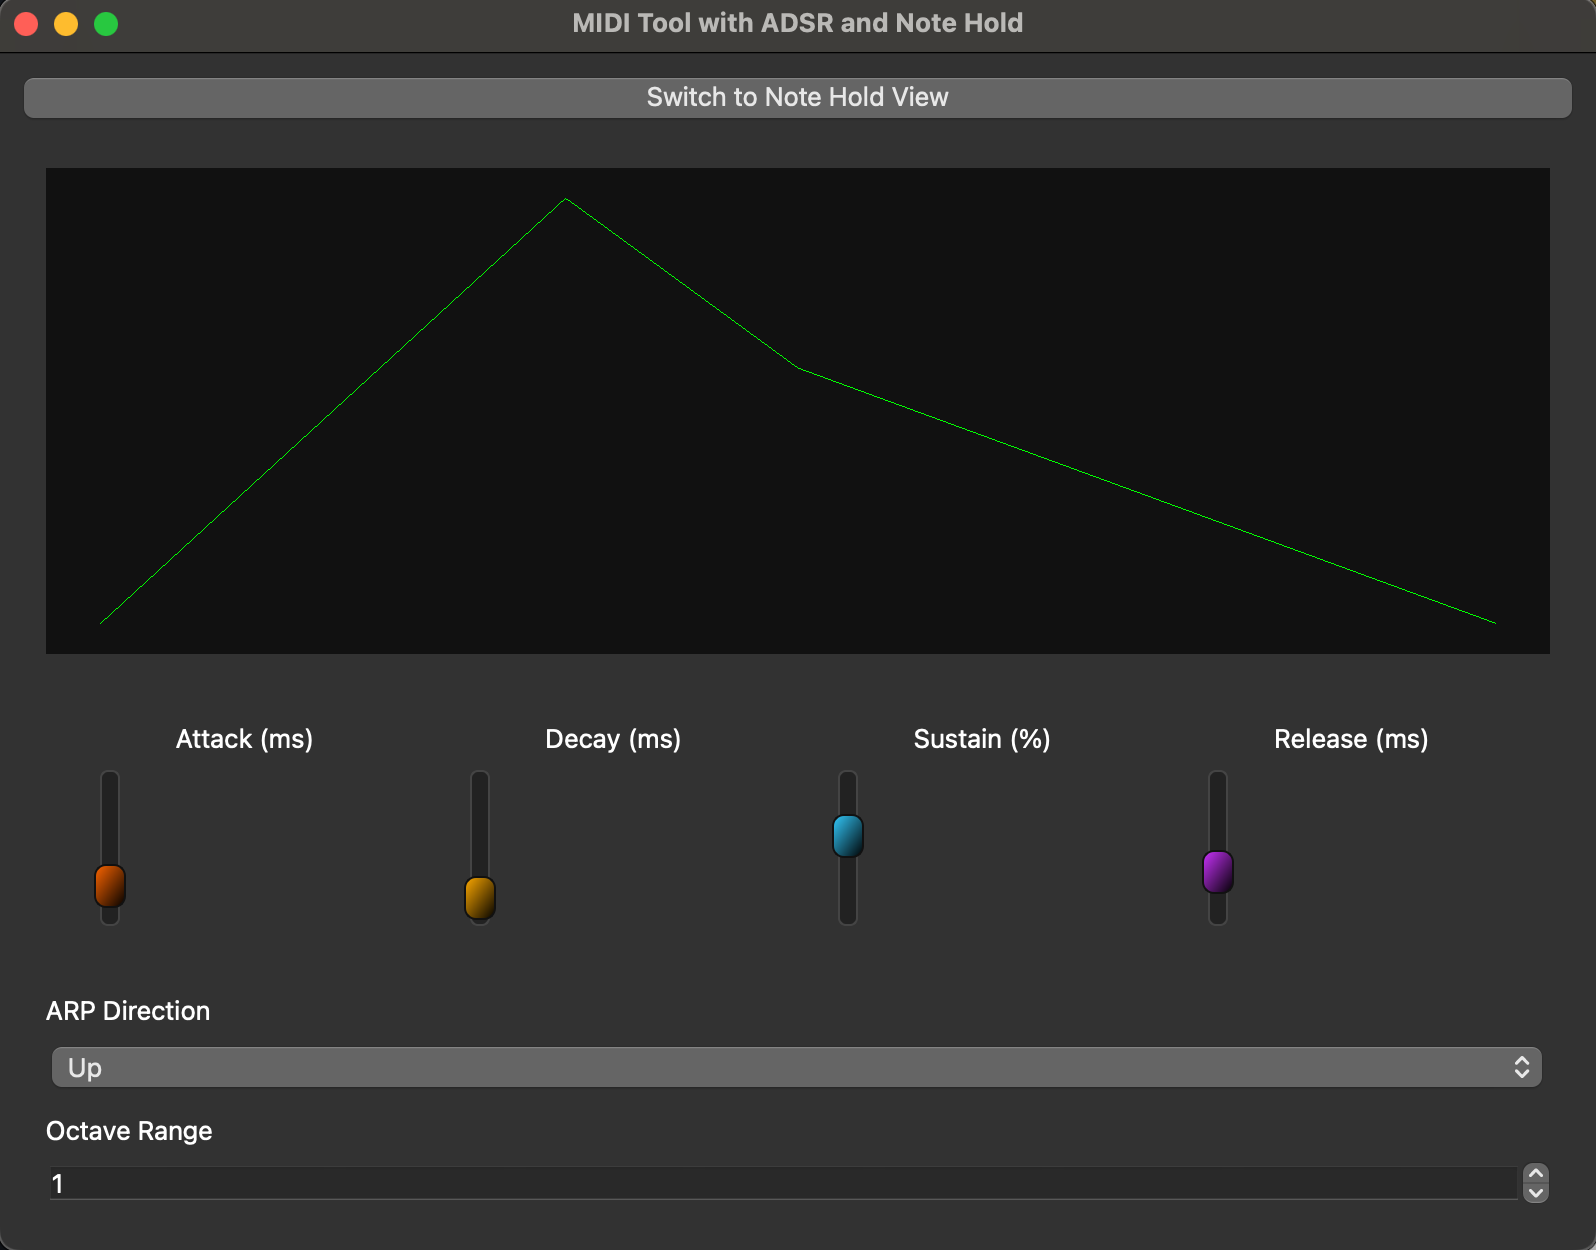 MIDI Tool with ADSR and Note Hold
Switch to Note Hold View
Attack (ms)
Decay (ms)
Sustain (%)
Release (ms)
ARP Direction
Up
Octave Range
1